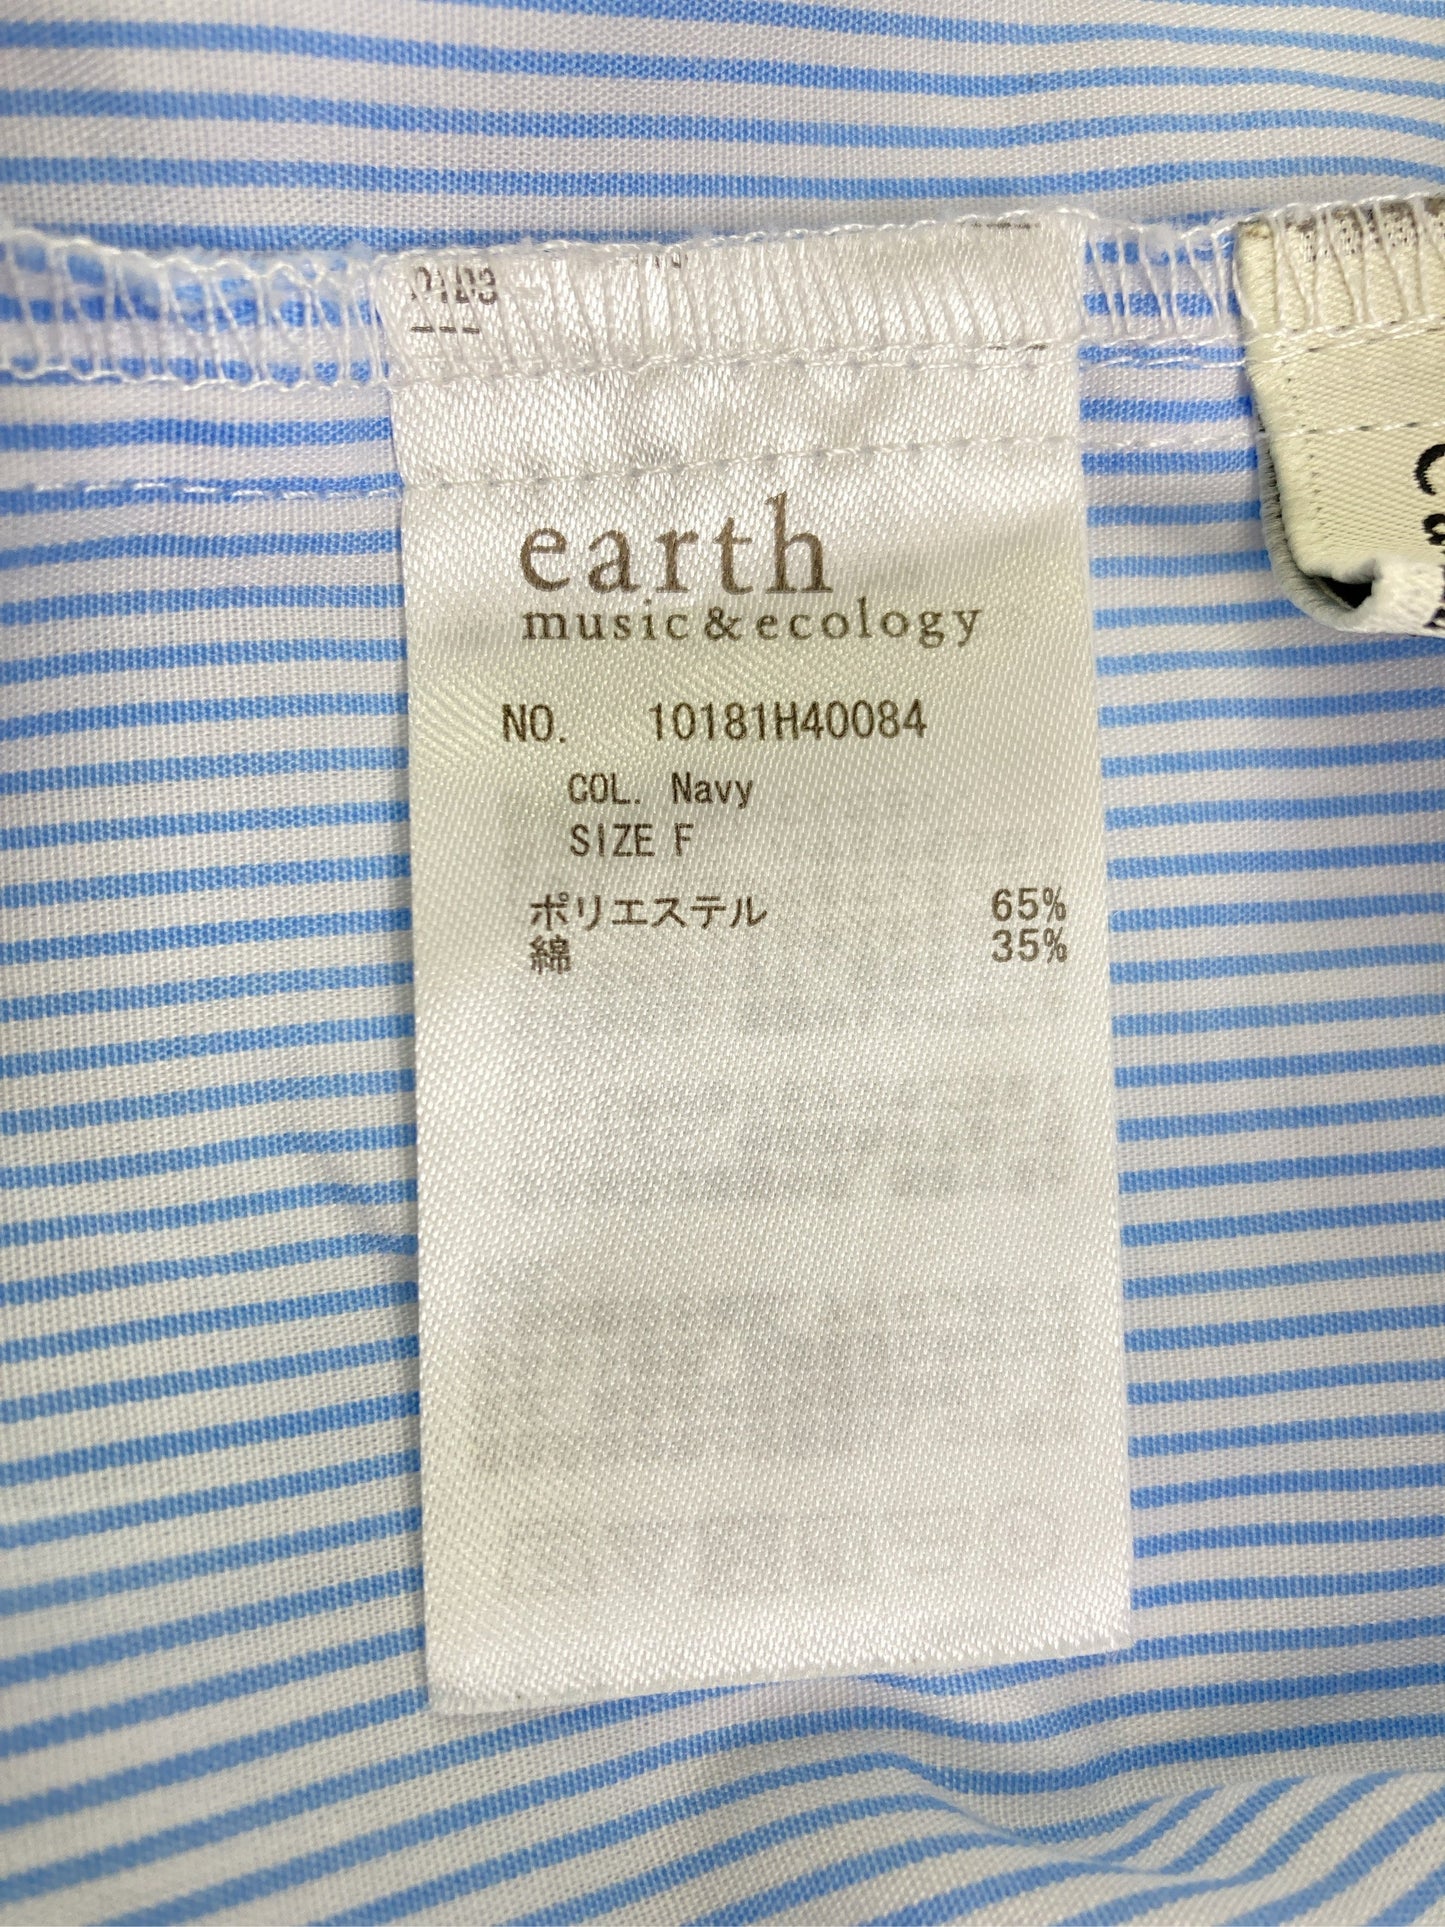 earth
music & ecology
NO. 10181H40084
COL. Navy
SIZE F
ポリエステル 65%
綿 35%